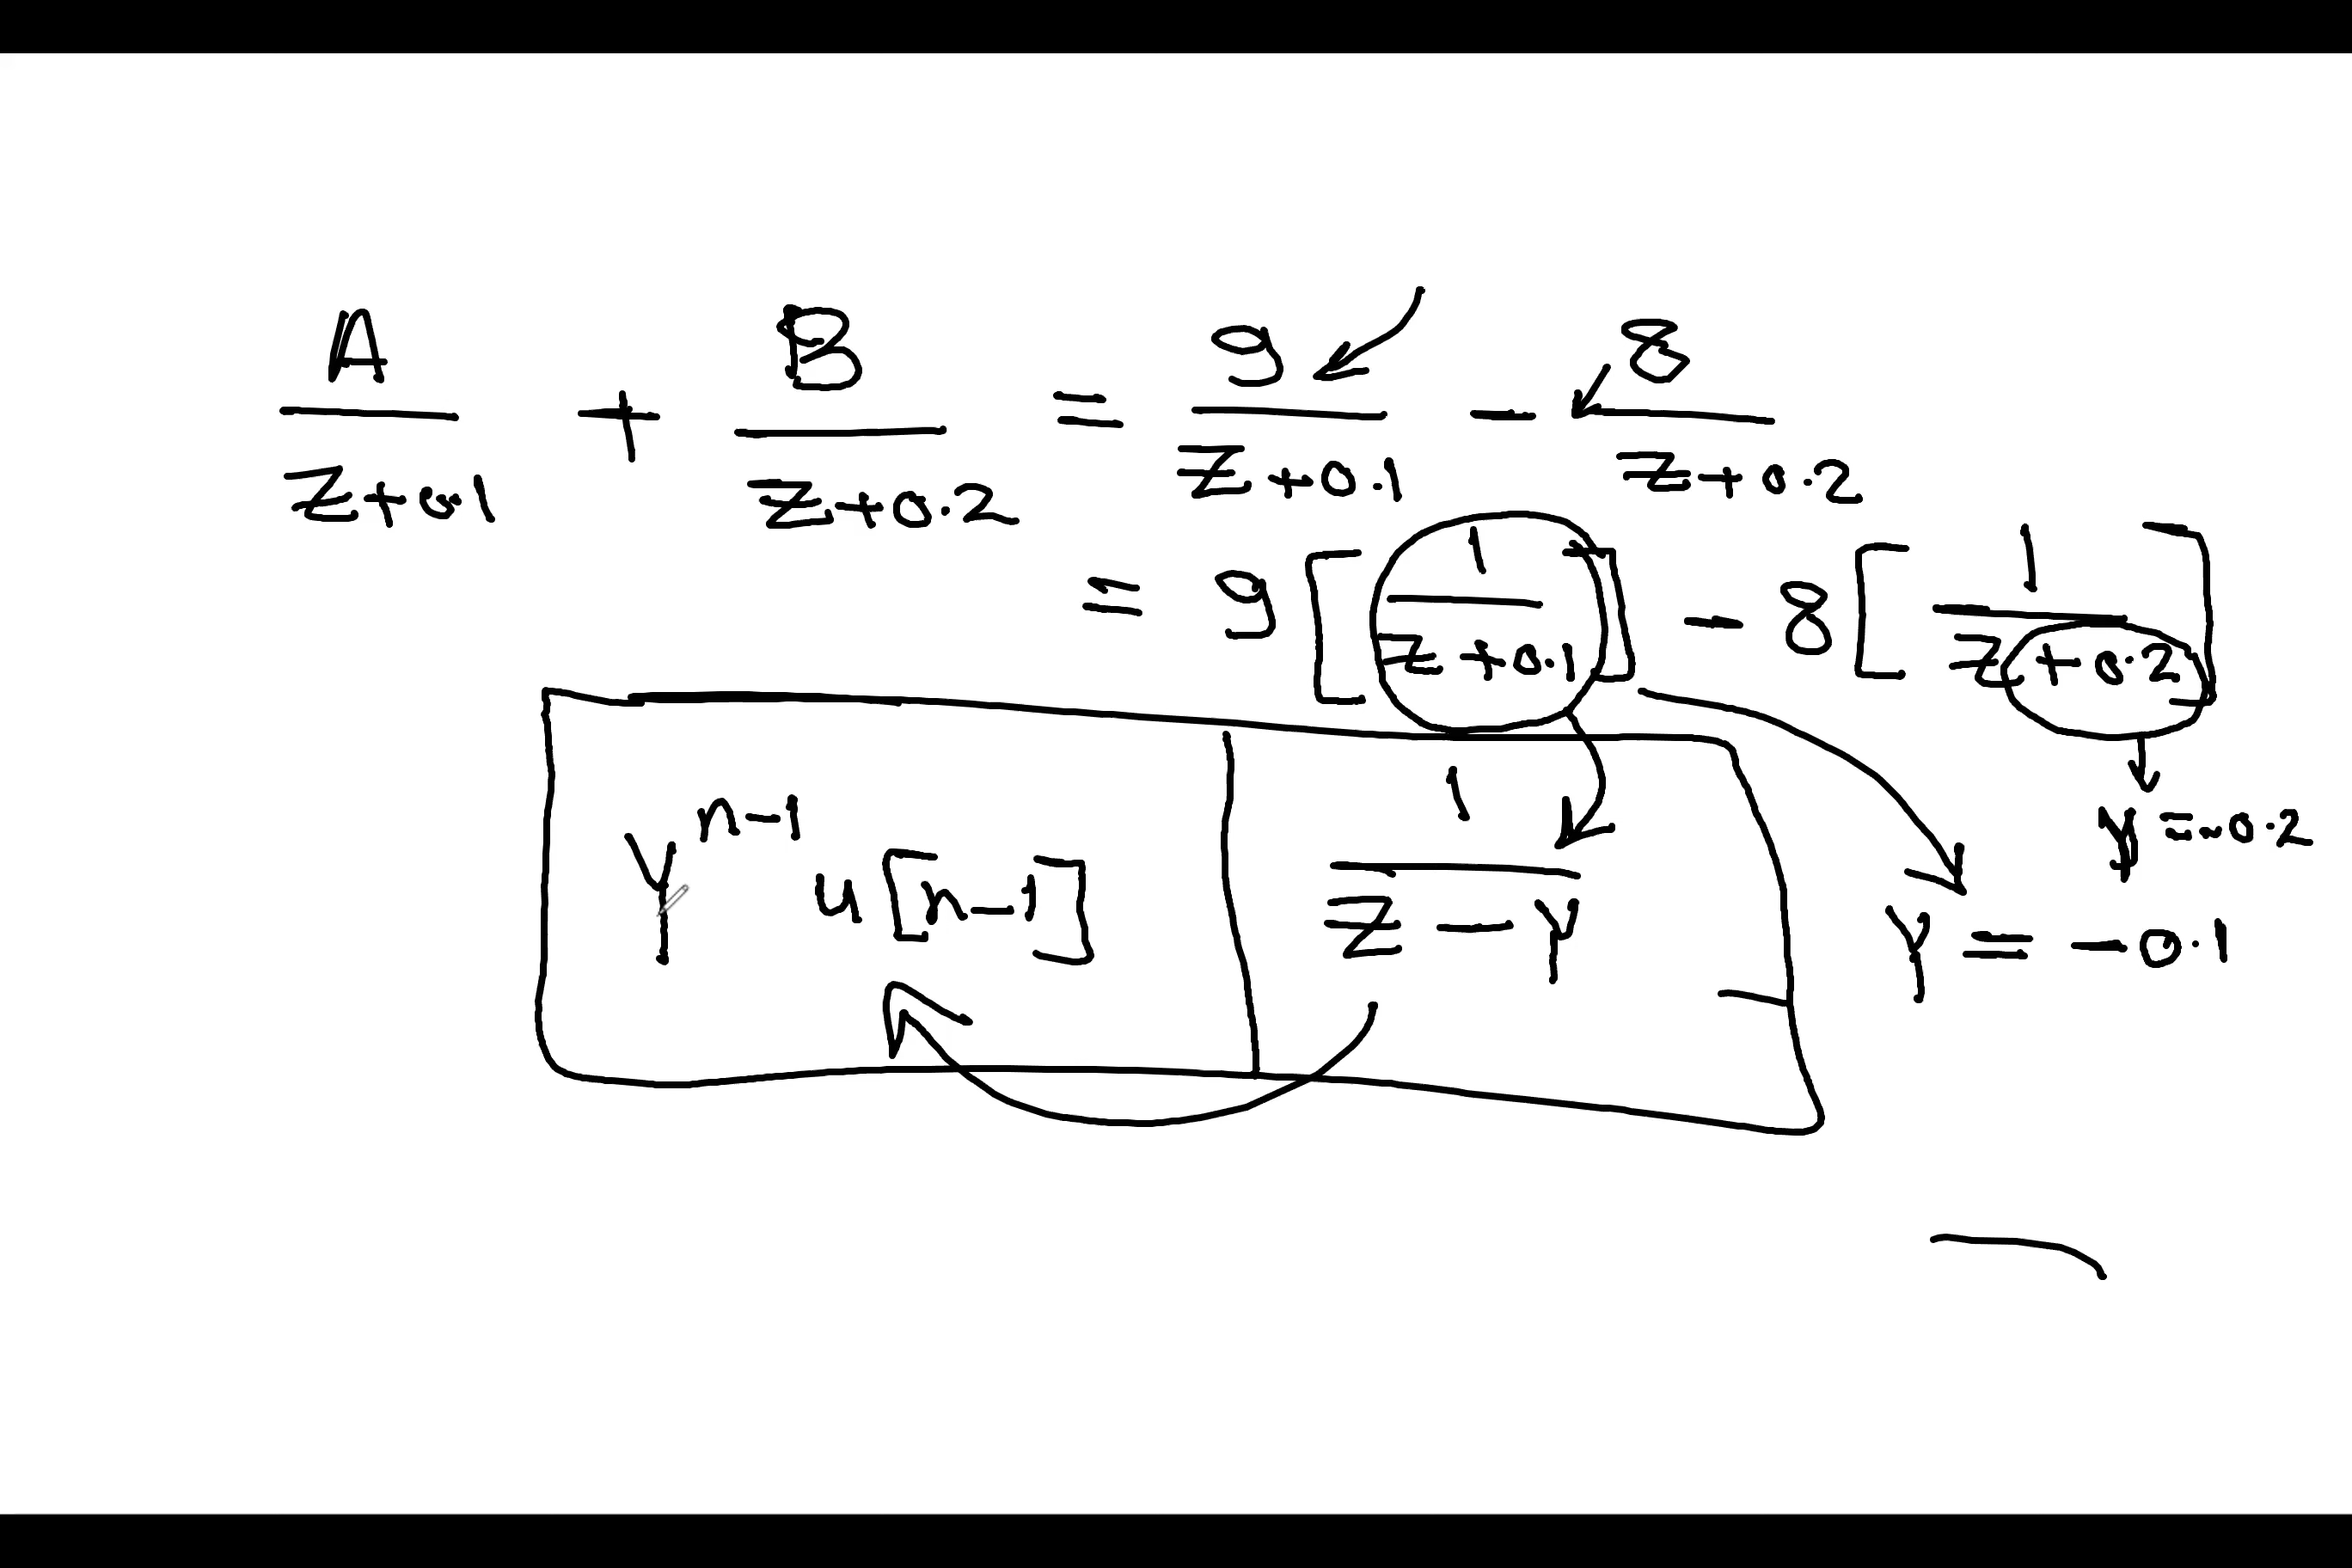 A/(Z+0.1) + B/(Z+0.2) = 9/(Z+0.1) - 8/(Z+0.2)
= 9[1/(Z+0.1)] - 8[1/(Z+0.2)]
γ = -0.2
γ^(n-1) u[n-1] 1/(Z-γ)
γ = -0.1